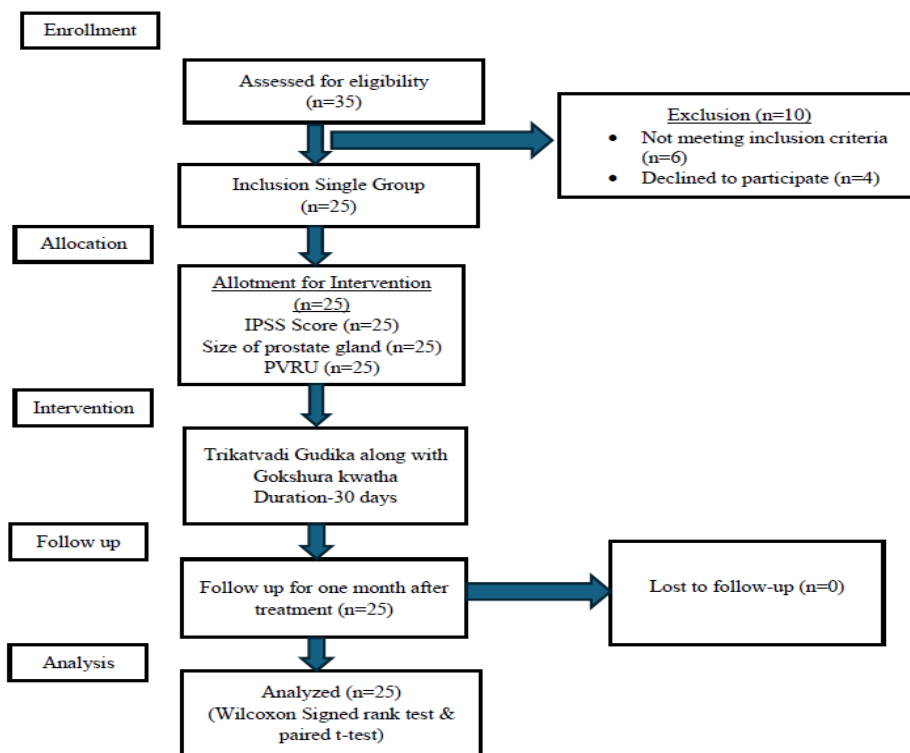 Enrollment
Assessed for eligibility
(n=35)
Exclusion (n=10)
• Not meeting inclusion criteria
(n=6)
• Declined to participate (n=4)
Inclusion Single Group
(n=25)
Allocation
Allotment for Intervention
(n=25)
IPSS Score (n=25)
Size of prostate gland (n=25)
PVRU (n=25)
Intervention
Trikatvadi Gudika along with
Gokshura kwatha
Duration-30 days
Follow up
Follow up for one month after
treatment (n=25)
Lost to follow-up (n=0)
Analysis
Analyzed (n=25)
(Wilcoxon Signed rank test &
paired t-test)